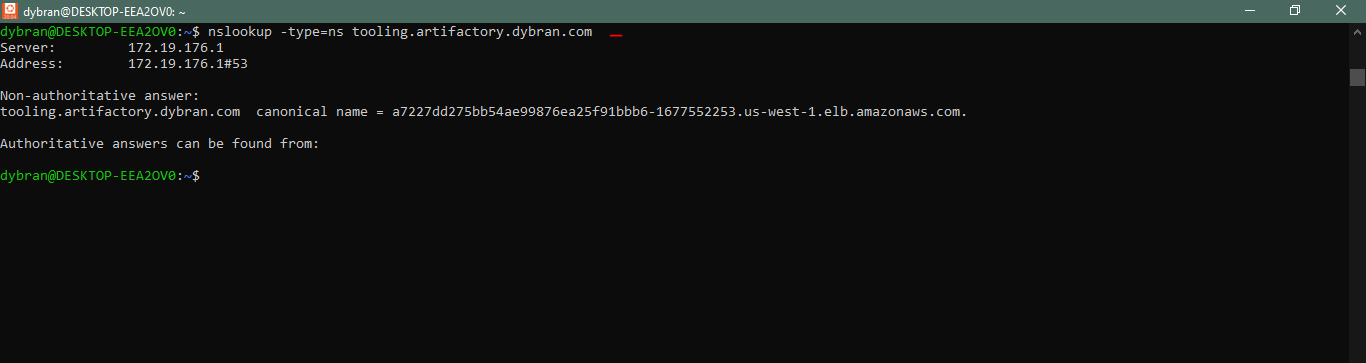 dybran@DESKTOP-EEA2OV0: ~
dybran@DESKTOP-EEA2OV0:~$ nslookup -type=ns tooling.artifactory.dybran.com
Server:         172.19.176.1
Address:        172.19.176.1#53
Non-authoritative answer:
tooling.artifactory.dybran.com  canonical name = a7227dd275bb54ae99876ea25f91bbb6-1677552253.us-west-1.elb.amazonaws.com.
Authoritative answers can be found from:
dybran@DESKTOP-EEA2OV0:~$